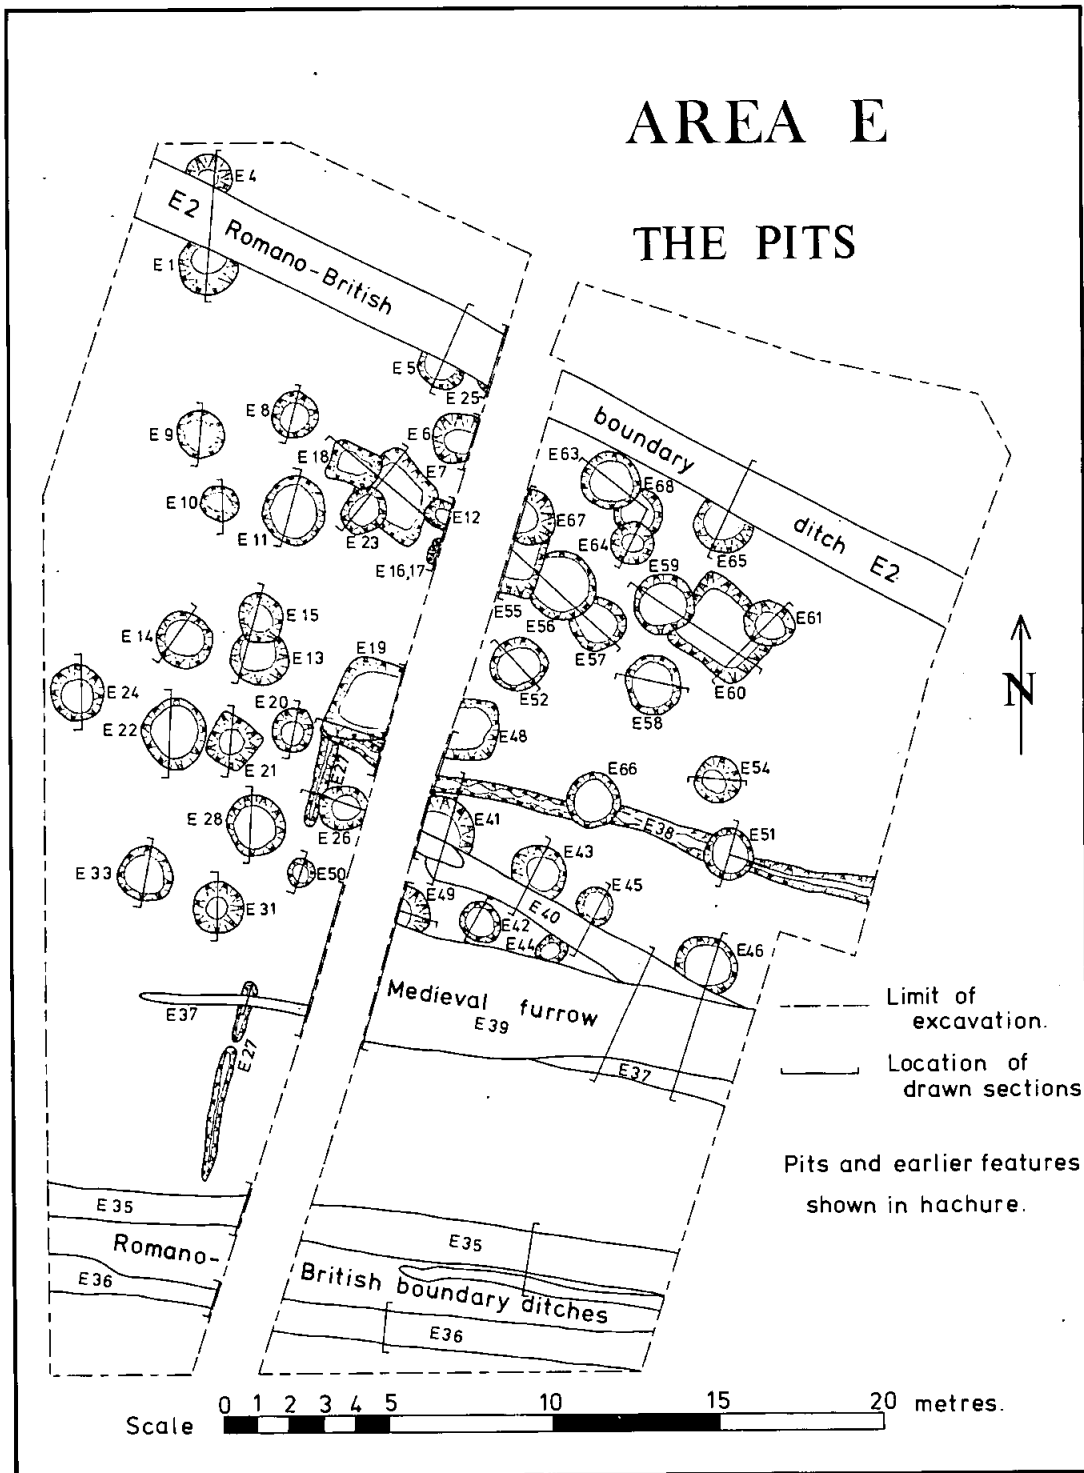 AREA E
THE PITS
E4
E2 Romano-British
E1
E5
E25
E8
E6
E9
E18
E7
E63
E68
boundary
ditch E2
E10
E11
E23
E12
E67
E64
E65
E16,17
E59
E15
E55
E56
E61
E14
E13
E19
E57
E60
E24
E20
E52
E58
N
E22
E21
E27
E48
E66
E54
E28
E26
E41
E38
E51
E33
E50
E43
E45
E31
E49
E42
E40
E44
E46
E37
Medieval furrow
E39
E27
E37
Limit of
excavation.
Location of
drawn sections
Pits and earlier features
shown in hachure.
E35
E35
Romano-
British boundary ditches
E36
E36
Scale 0 1 2 3 4 5 10 15 20 metres.